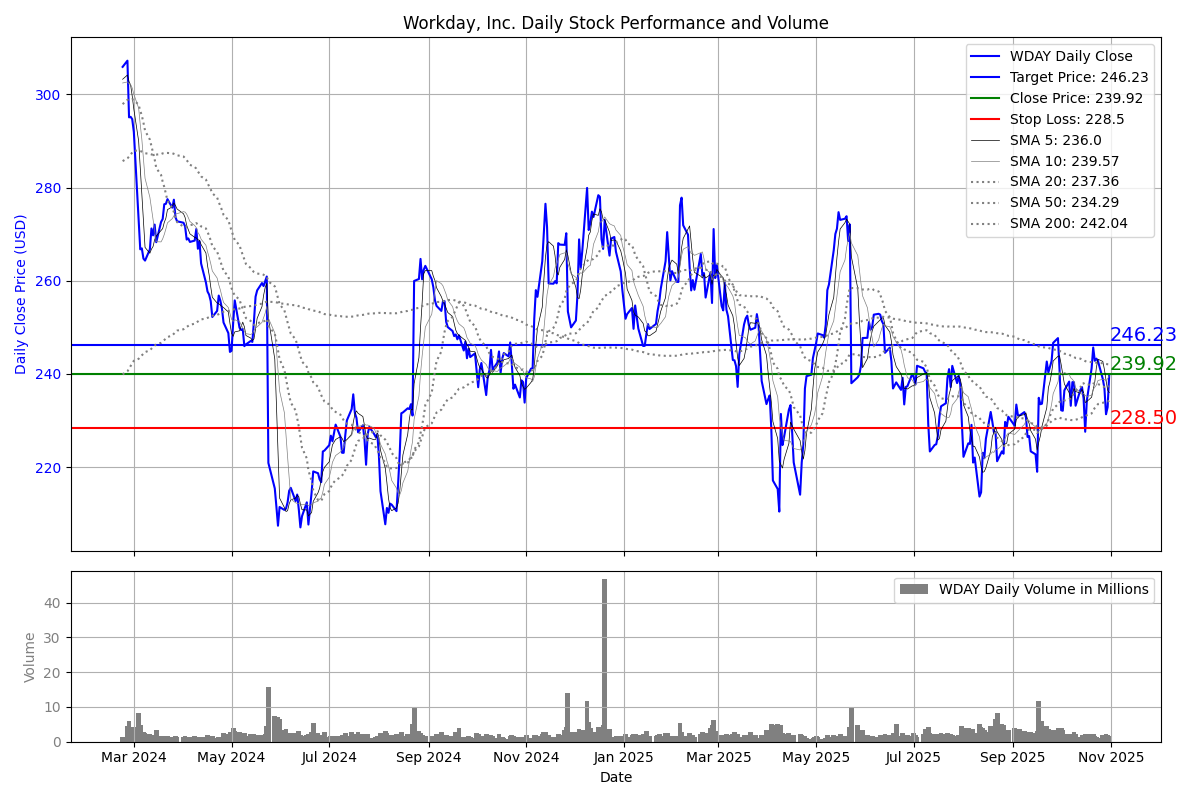 Workday, Inc. Daily Stock Performance and Volume
Daily Close Price (USD)
300
280
260
240
220
WDAY Daily Close
Target Price: 246.23
Close Price: 239.92
Stop Loss: 228.5
SMA 5: 236.0
SMA 10: 239.57
SMA 20: 237.36
SMA 50: 234.29
SMA 200: 242.04
246.23
239.92
228.50
Volume
40
30
20
10
0
WDAY Daily Volume in Millions
Mar 2024
May 2024
Jul 2024
Sep 2024
Nov 2024
Jan 2025
Mar 2025
May 2025
Jul 2025
Sep 2025
Nov 2025
Date